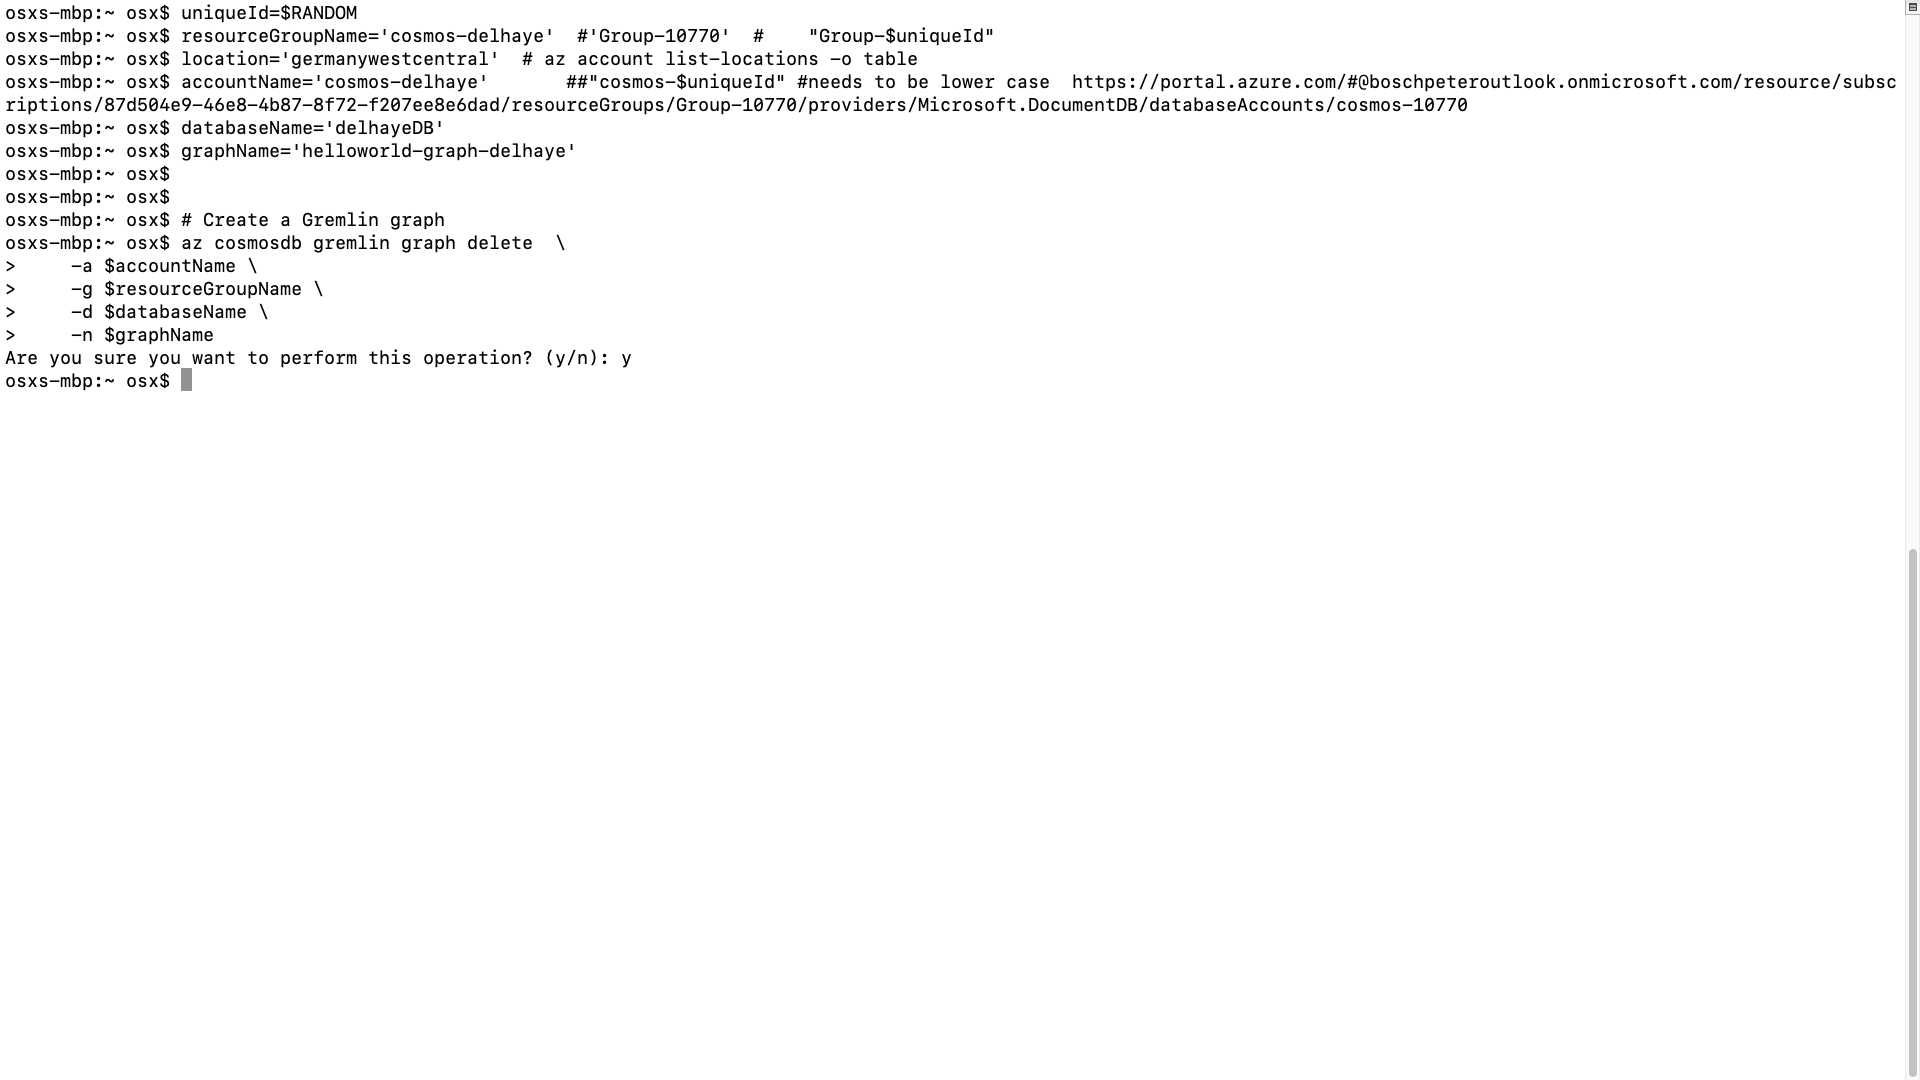 osxs-mbp:~ osx$ uniqueId=$RANDOM
osxs-mbp:~ osx$ resourceGroupName='cosmos-delhaye'  #'Group-10770'  #    "Group-$uniqueId"
osxs-mbp:~ osx$ location='germanywestcentral'  # az account list-locations -o table
osxs-mbp:~ osx$ accountName='cosmos-delhaye'       ##"cosmos-$uniqueId" #needs to be lower case  https://portal.azure.com/#@boschpeteroutlook.onmicrosoft.com/resource/subsc
riptions/87d504e9-46e8-4b87-8f72-f207ee8e6dad/resourceGroups/Group-10770/providers/Microsoft.DocumentDB/databaseAccounts/cosmos-10770
osxs-mbp:~ osx$ databaseName='delhayeDB'
osxs-mbp:~ osx$ graphName='helloworld-graph-delhaye'
osxs-mbp:~ osx$
osxs-mbp:~ osx$
osxs-mbp:~ osx$ # Create a Gremlin graph
osxs-mbp:~ osx$ az cosmosdb gremlin graph delete  \
>     -a $accountName \
>     -g $resourceGroupName \
>     -d $databaseName \
>     -n $graphName
Are you sure you want to perform this operation? (y/n): y
osxs-mbp:~ osx$